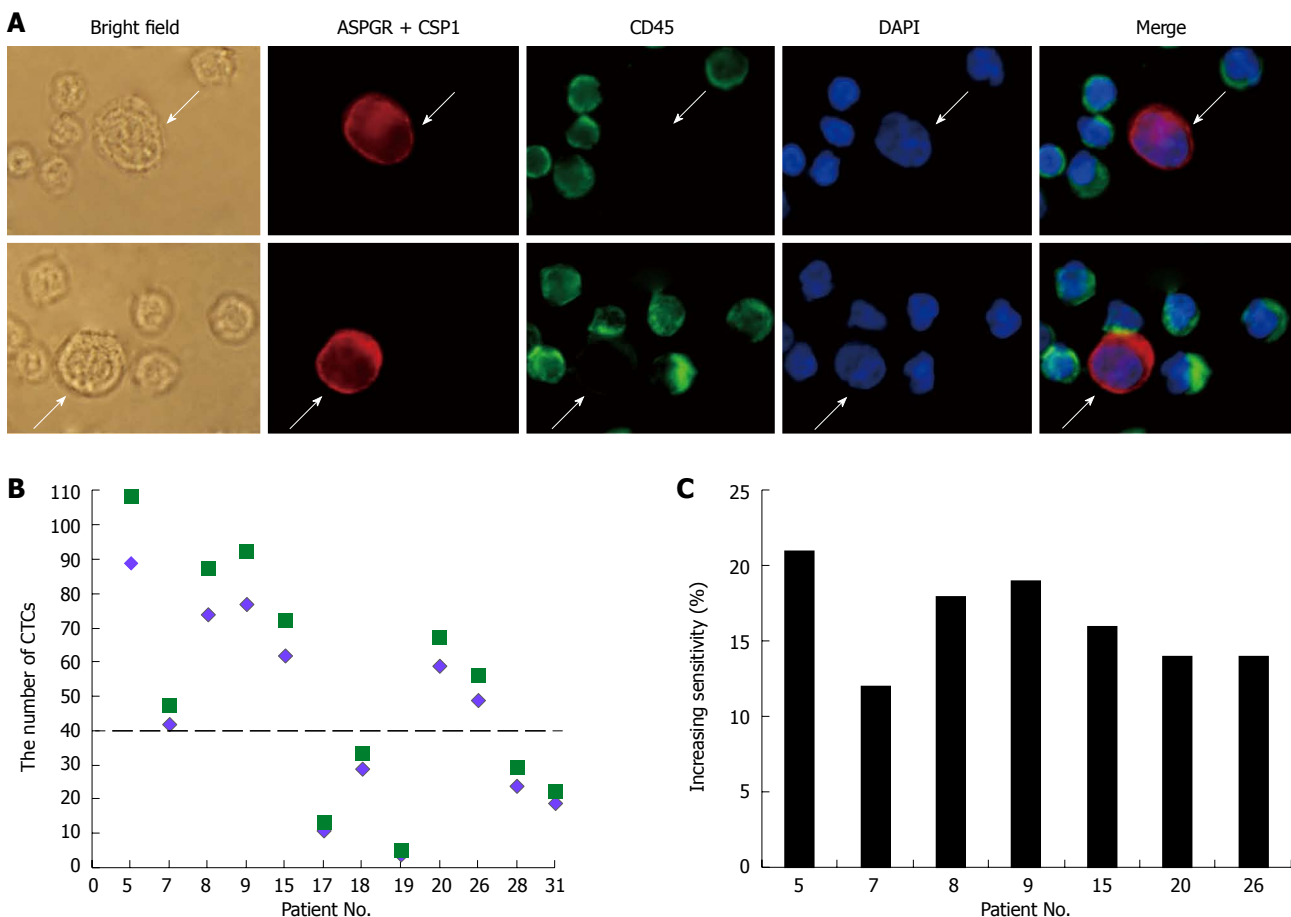 A
Bright field ASPGR + CSP1 CD45 DAPI Merge
B
The number of CTCs
110
100
90
80
70
60
50
40
30
20
10
0
0 5 7 8 9 15 17 18 19 20 26 28 31
Patient No.
C
Increasing sensitivity (%)
25
20
15
10
5
0
5 7 8 9 15 20 26
Patient No.